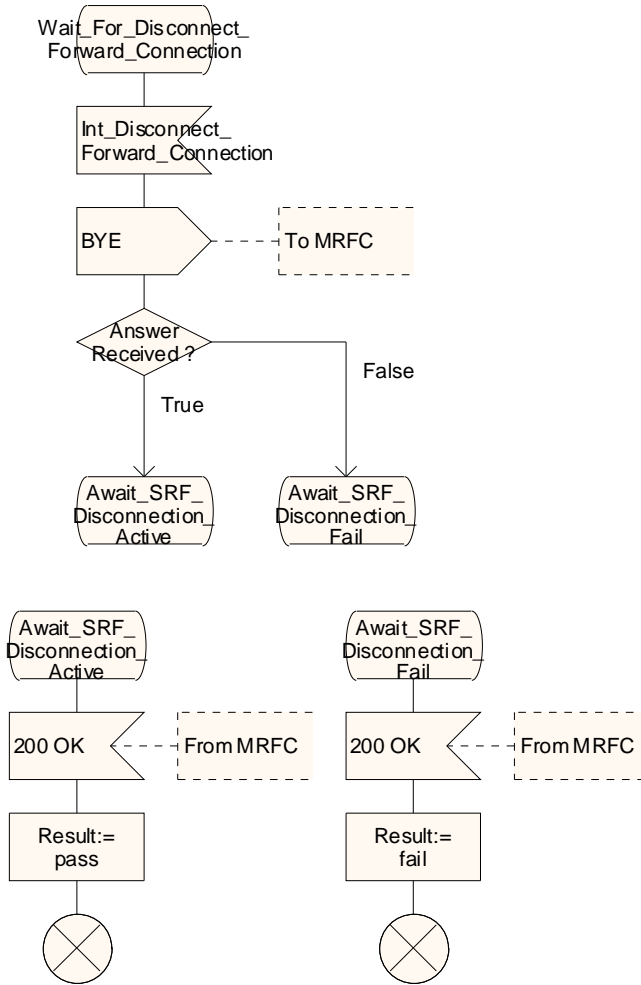 Wait_For_Disconnect_
Forward_Connection
Int_Disconnect_
Forward_Connection
BYE
To MRFC
Answer
Received ?
False
True
Await_SRF_
Disconnection_
Active
Await_SRF_
Disconnection_
Fail
Await_SRF_
Disconnection_
Active
Await_SRF_
Disconnection_
Fail
200 OK
From MRFC
200 OK
From MRFC
Result:=
pass
Result:=
fail